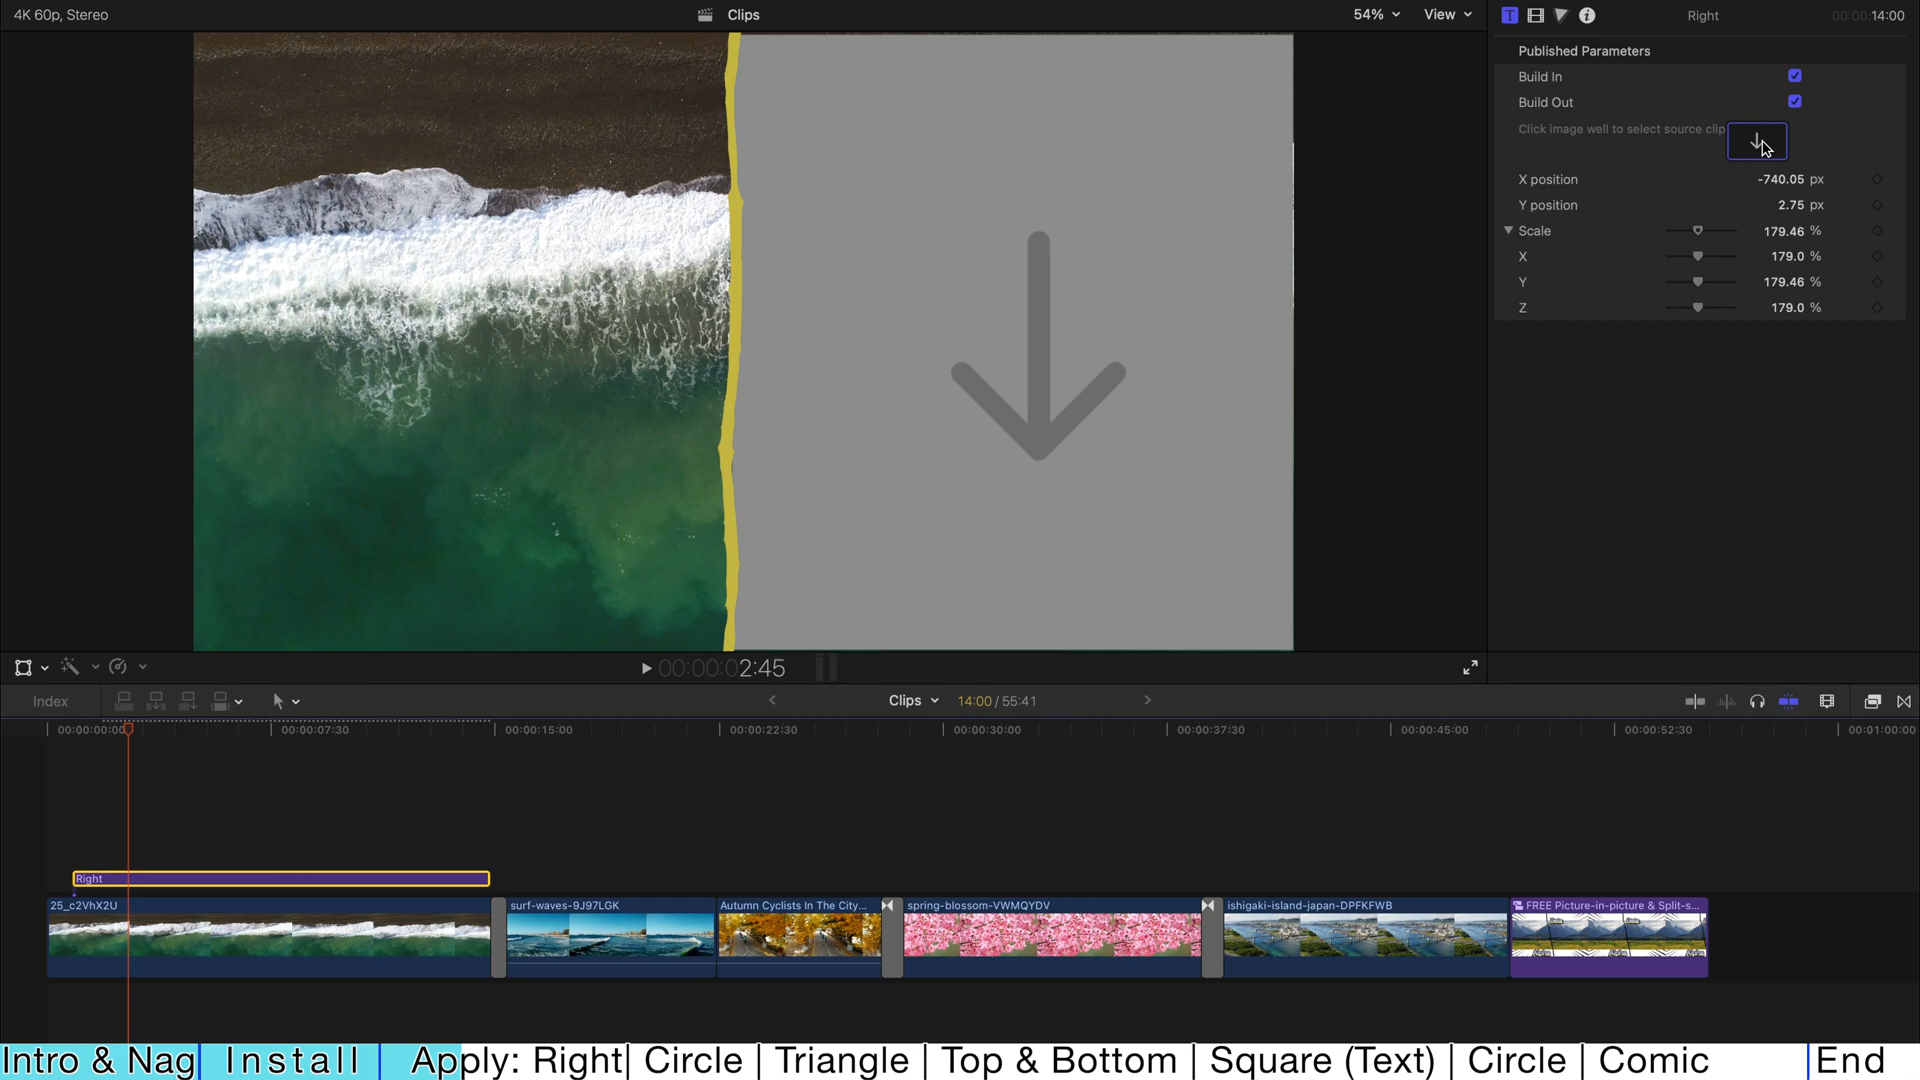 4K 60p, Stereo
Clips
54%
View
T
Right
00:00:14:00
Published Parameters
Build In
Build Out
Click image well to select source clip
X position
-740.05 px
Y position
2.75 px
Scale
179.46 %
X
179.0 %
Y
179.46 %
Z
179.0 %
00:00:02:45
Index
Clips
14:00 / 55:41
00:00:00:00
00:00:07:30
00:00:15:00
00:00:22:30
00:00:30:00
00:00:37:30
00:00:45:00
00:00:52:30
00:01:00:00
Right
25_c2VhX2U
surf-waves-9J97LGK
Autumn Cyclists In The City...
spring-blossom-VWMQYDV
ishigaki-island-japan-DPFKFWB
FREE Picture-in-picture & Split-s...
Intro & Nag| Install | Apply: Right| Circle | Triangle | Top & Bottom | Square (Text) | Circle | Comic |End